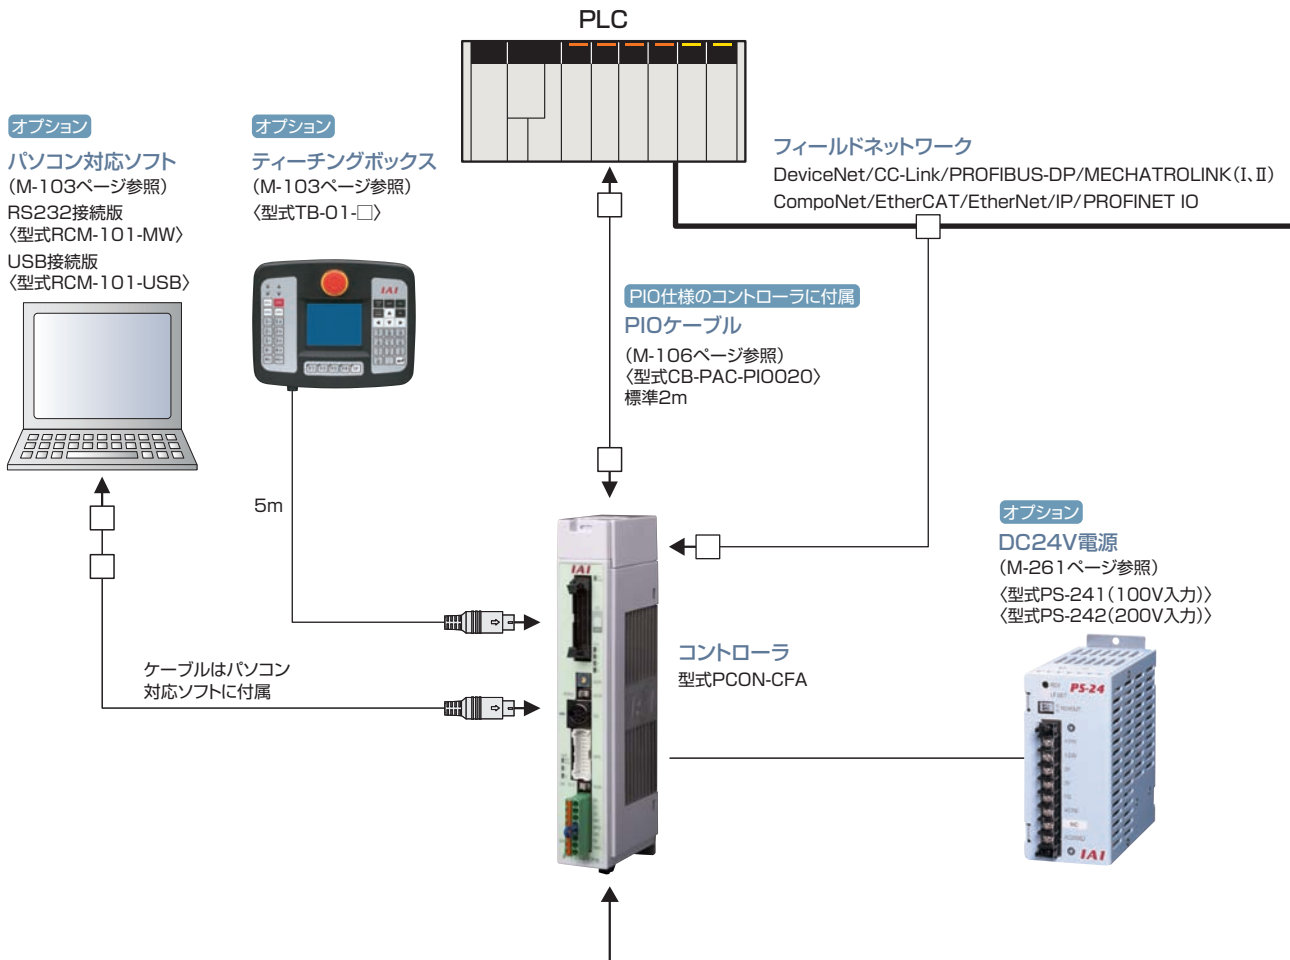 PLC
オプション
パソコン対応ソフト
(M-103ページ参照)
RS232接続版
〈型式RCM-101-MW〉
USB接続版
〈型式RCM-101-USB〉
オプション
ティーチングボックス
(M-103ページ参照)
〈型式TB-01-□〉
IAI
フィールドネットワーク
DeviceNet/CC-Link/PROFIBUS-DP/MECHATROLINK(I、II)
CompoNet/EtherCAT/EtherNet/IP/PROFINET IO
PIO仕様のコントローラに付属
PIOケーブル
(M-106ページ参照)
〈型式CB-PAC-PIO020〉
標準2m
5m
ケーブルはパソコン
対応ソフトに付属
IAI
コントローラ
型式PCON-CFA
オプション
DC24V電源
(M-261ページ参照)
〈型式PS-241(100V入力)〉
〈型式PS-242(200V入力)〉
PS-24
IAI